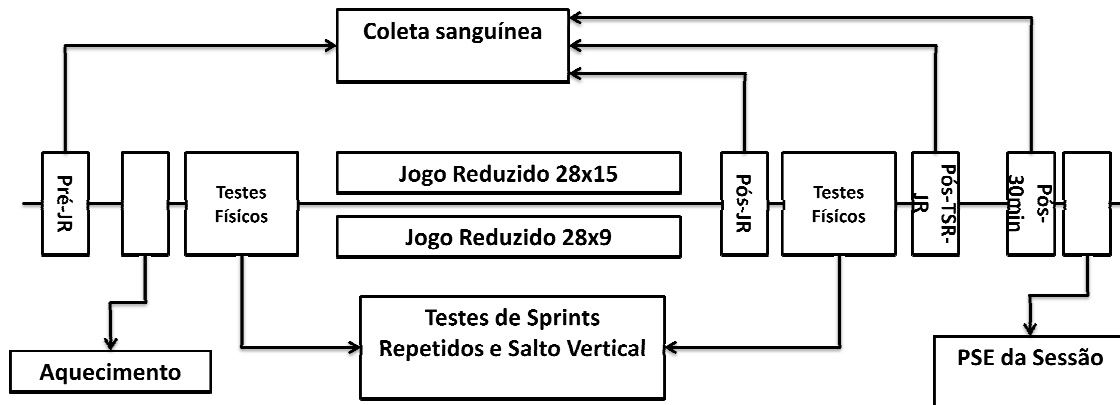 Coleta sanguínea
Pré-JR
Testes
Físicos
Jogo Reduzido 28x15
Jogo Reduzido 28x9
Pós-JR
Testes
Físicos
Pós-TSR-
JR
Pós-
30min
Testes de Sprints
Repetidos e Salto Vertical
Aquecimento
PSE da Sessão